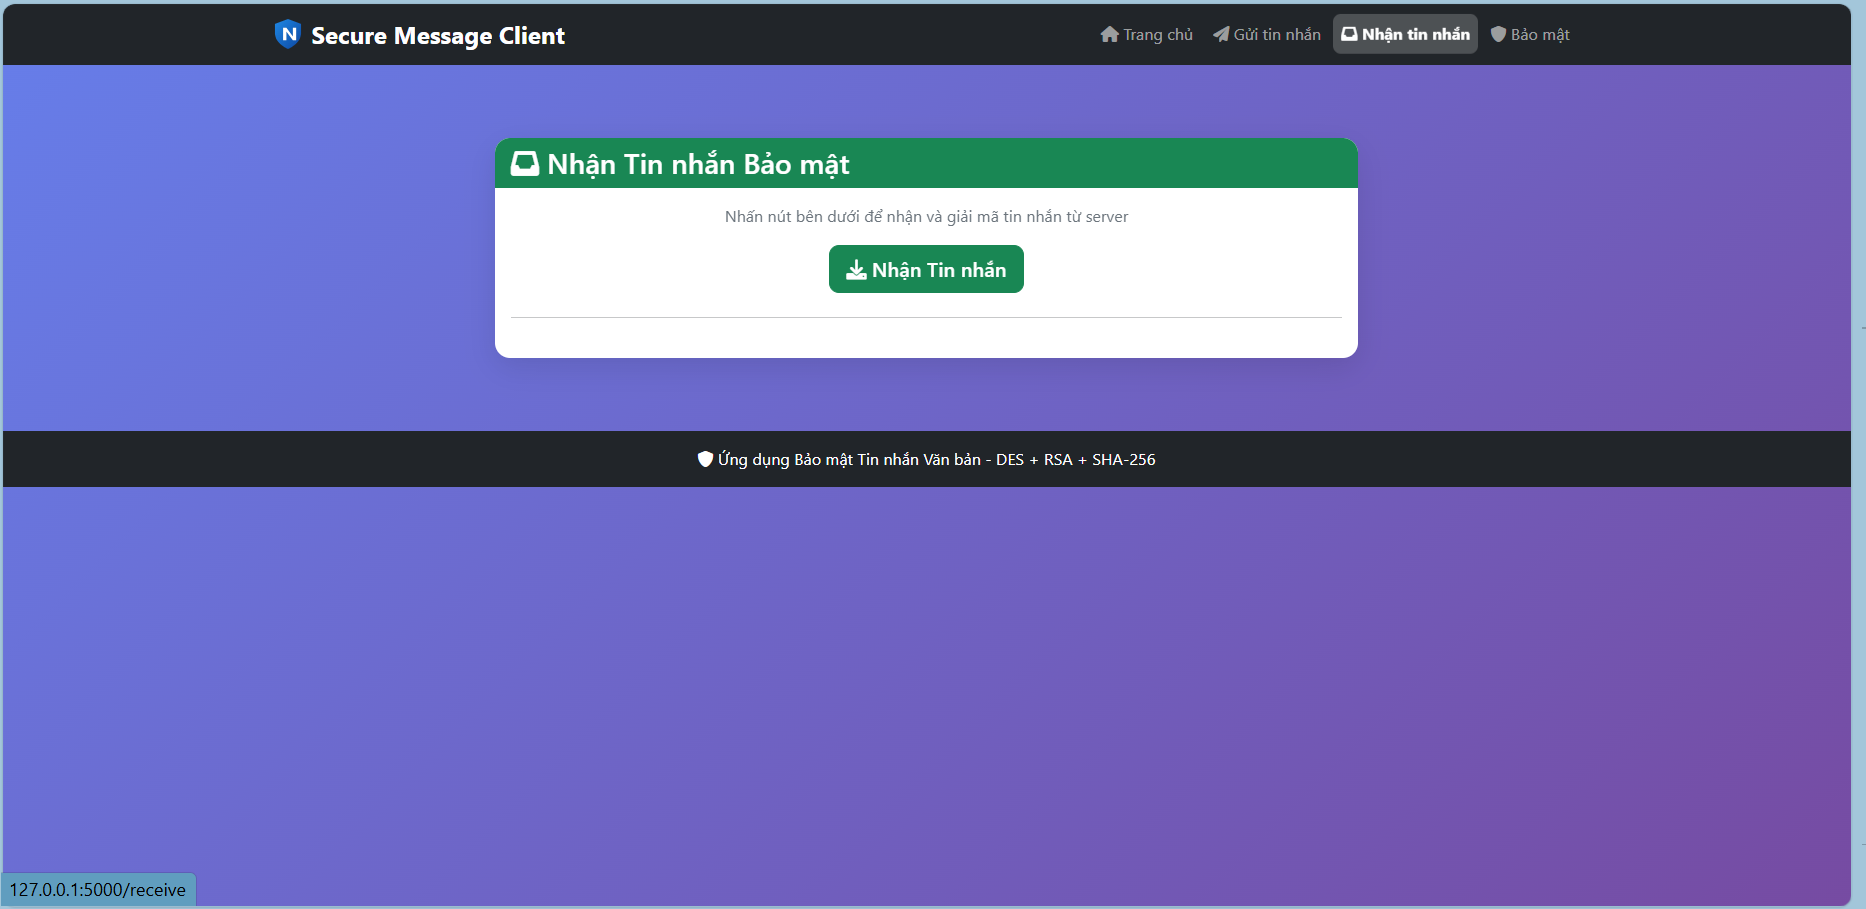 N Secure Message Client
Trang chủ Gửi tin nhắn Nhận tin nhắn Bảo mật
Nhận Tin nhắn Bảo mật
Nhấn nút bên dưới để nhận và giải mã tin nhắn từ server
Nhận Tin nhắn
Ứng dụng Bảo mật Tin nhắn Văn bản - DES + RSA + SHA-256
127.0.0.1:5000/receive